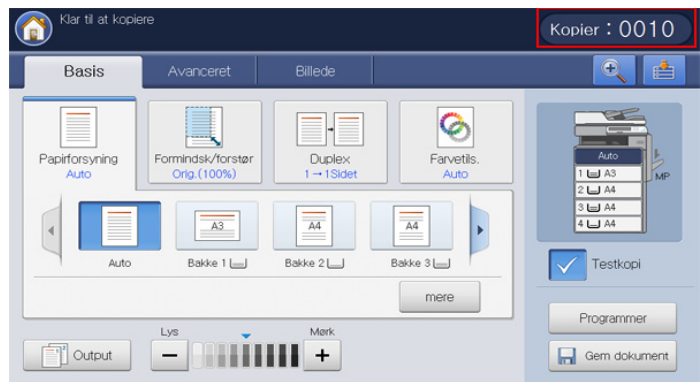 Klar til at kopiere
Kopier : 0010
Basis
Avanceret
Billede
Papirforsyning
Auto
Formindsk/forstør
Orig.(100%)
Duplex
1→1Sidet
Farvetils.
Auto
Auto
A3
Bakke 1
A4
Bakke 2
A4
Bakke 3
mere
Lys
Mørk
Output
Auto
1 A3
2 A4
3 A4
4 A4
MP
Testkopi
Programmer
Gem dokument